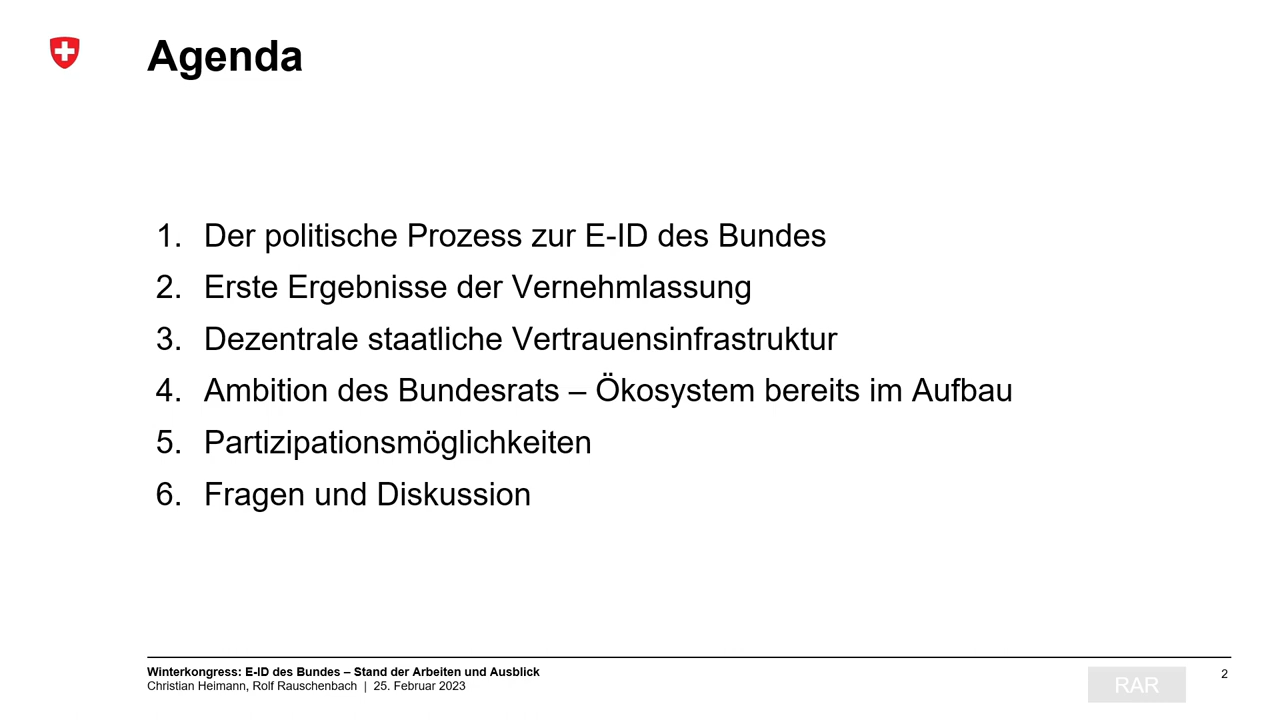 Agenda
1. Der politische Prozess zur E-ID des Bundes
2. Erste Ergebnisse der Vernehmlassung
3. Dezentrale staatliche Vertrauensinfrastruktur
4. Ambition des Bundesrats – Ökosystem bereits im Aufbau
5. Partizipationsmöglichkeiten
6. Fragen und Diskussion
Winterkongress: E-ID des Bundes – Stand der Arbeiten und Ausblick
Christian Heimann, Rolf Rauschenbach | 25. Februar 2023
RAR
2